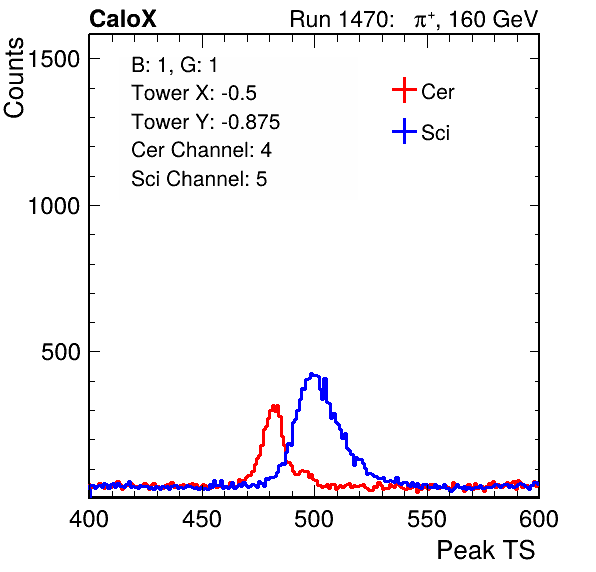 CaloX Run 1470: π⁺, 160 GeV
B: 1, G: 1
Tower X: -0.5
Tower Y: -0.875
Cer Channel: 4
Sci Channel: 5
Cer
Sci
Counts
1500
1000
500
400 450 500 550 600
Peak TS